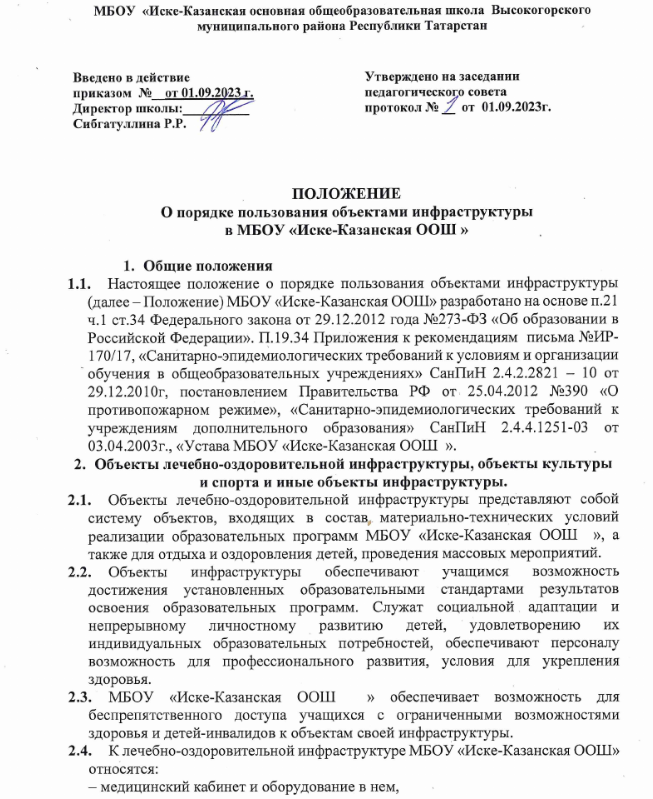 МБОУ «Иске-Казанская основная общеобразовательная школа Высокогорского
муниципального района Республики Татарстан
Введено в действие
приказом №__ от 01.09.2023 г.
Директор школы:
Сибгатуллина Р.Р.
Утверждено на заседании
педагогического совета
протокол № 1 от 01.09.2023г.
ПОЛОЖЕНИЕ
О порядке пользования объектами инфраструктуры
в МБОУ «Иске-Казанская ООШ »
1. Общие положения
1.1. Настоящее положение о порядке пользования объектами инфраструктуры
(далее – Положение) МБОУ «Иске-Казанская ООШ» разработано на основе п.21
ч.1 ст.34 Федерального закона от 29.12.2012 года №273-ФЗ «Об образовании в
Российской Федерации». П.19.34 Приложения к рекомендациям письма №ИР-
170/17, «Санитарно-эпидемиологических требований к условиям и организации
обучения в общеобразовательных учреждениях» СанПиН 2.4.2.2821 – 10 от
29.12.2010г, постановлением Правительства РФ от 25.04.2012 №390 «О
противопожарном режиме», «Санитарно-эпидемиологических требований к
учреждениям дополнительного образования» СанПиН 2.4.4.1251-03 от
03.04.2003г., «Устава МБОУ «Иске-Казанская ООШ ».
2. Объекты лечебно-оздоровительной инфраструктуры, объекты культуры
и спорта и иные объекты инфраструктуры.
2.1. Объекты лечебно-оздоровительной инфраструктуры представляют собой
систему объектов, входящих в состав материально-технических условий
реализации образовательных программ МБОУ «Иске-Казанская ООШ », а
также для отдыха и оздоровления детей, проведения массовых мероприятий.
2.2. Объекты инфраструктуры обеспечивают учащимся возможность
достижения установленных образовательными стандартами результатов
освоения образовательных программ. Служат социальной адаптации и
непрерывному личностному развитию детей, удовлетворению их
индивидуальных образовательных потребностей, обеспечивают персоналу
возможность для профессионального развития, условия для укрепления
здоровья.
2.3. МБОУ «Иске-Казанская ООШ » обеспечивает возможность для
беспрепятственного доступа учащихся с ограниченными возможностями
здоровья и детей-инвалидов к объектам своей инфраструктуры.
2.4. К лечебно-оздоровительной инфраструктуре МБОУ «Иске-Казанская ООШ»
относятся:
– медицинский кабинет и оборудование в нем,